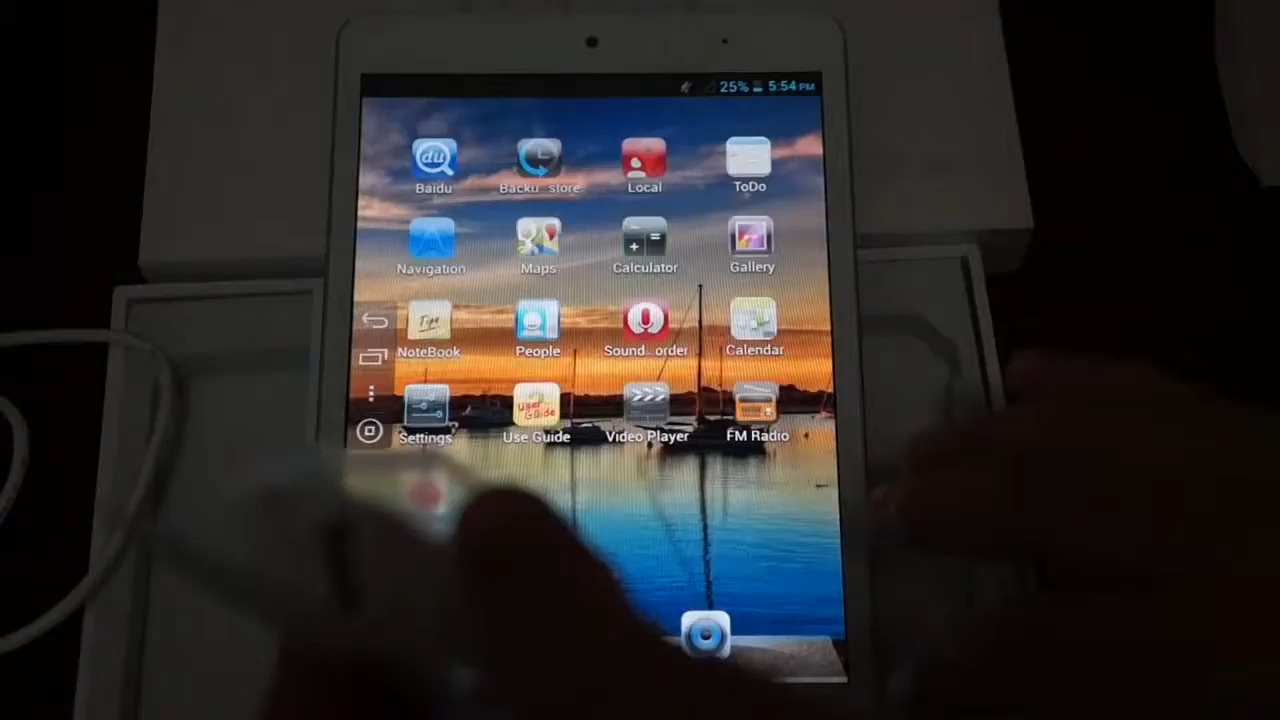 25% 5:54 PM
du
Baidu Backu store Local ToDo
Navigation Maps Calculator Gallery
Tips
NoteBook People Sound...order Calendar
User Guide
Settings Use Guide Video Player FM Radio